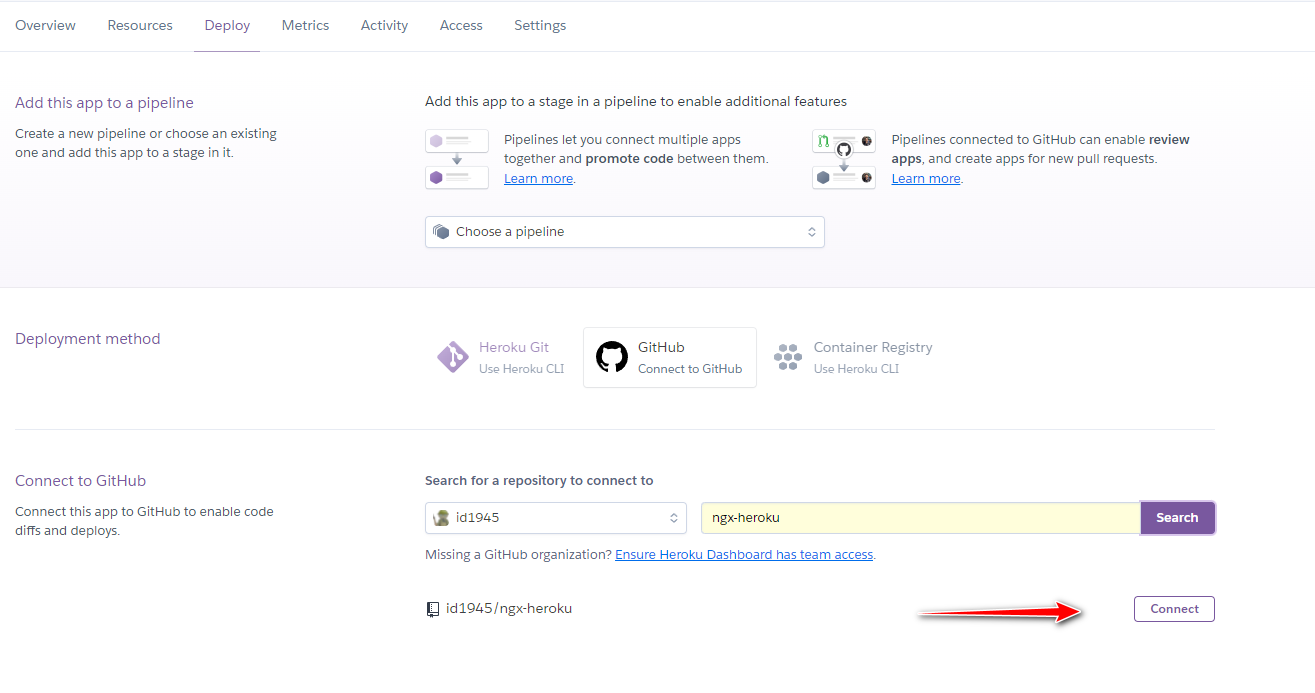 Overview Resources Deploy Metrics Activity Access Settings
Add this app to a pipeline
Create a new pipeline or choose an existing
one and add this app to a stage in it.
Add this app to a stage in a pipeline to enable additional features
Pipelines let you connect multiple apps
together and promote code between them.
Learn more.
Pipelines connected to GitHub can enable review
apps, and create apps for new pull requests.
Learn more.
Choose a pipeline
Deployment method
Heroku Git
Use Heroku CLI
GitHub
Connect to GitHub
Container Registry
Use Heroku CLI
Connect to GitHub
Connect this app to GitHub to enable code
diffs and deploys.
Search for a repository to connect to
id1945
ngx-heroku
Search
Missing a GitHub organization? Ensure Heroku Dashboard has team access.
id1945/ngx-heroku
Connect